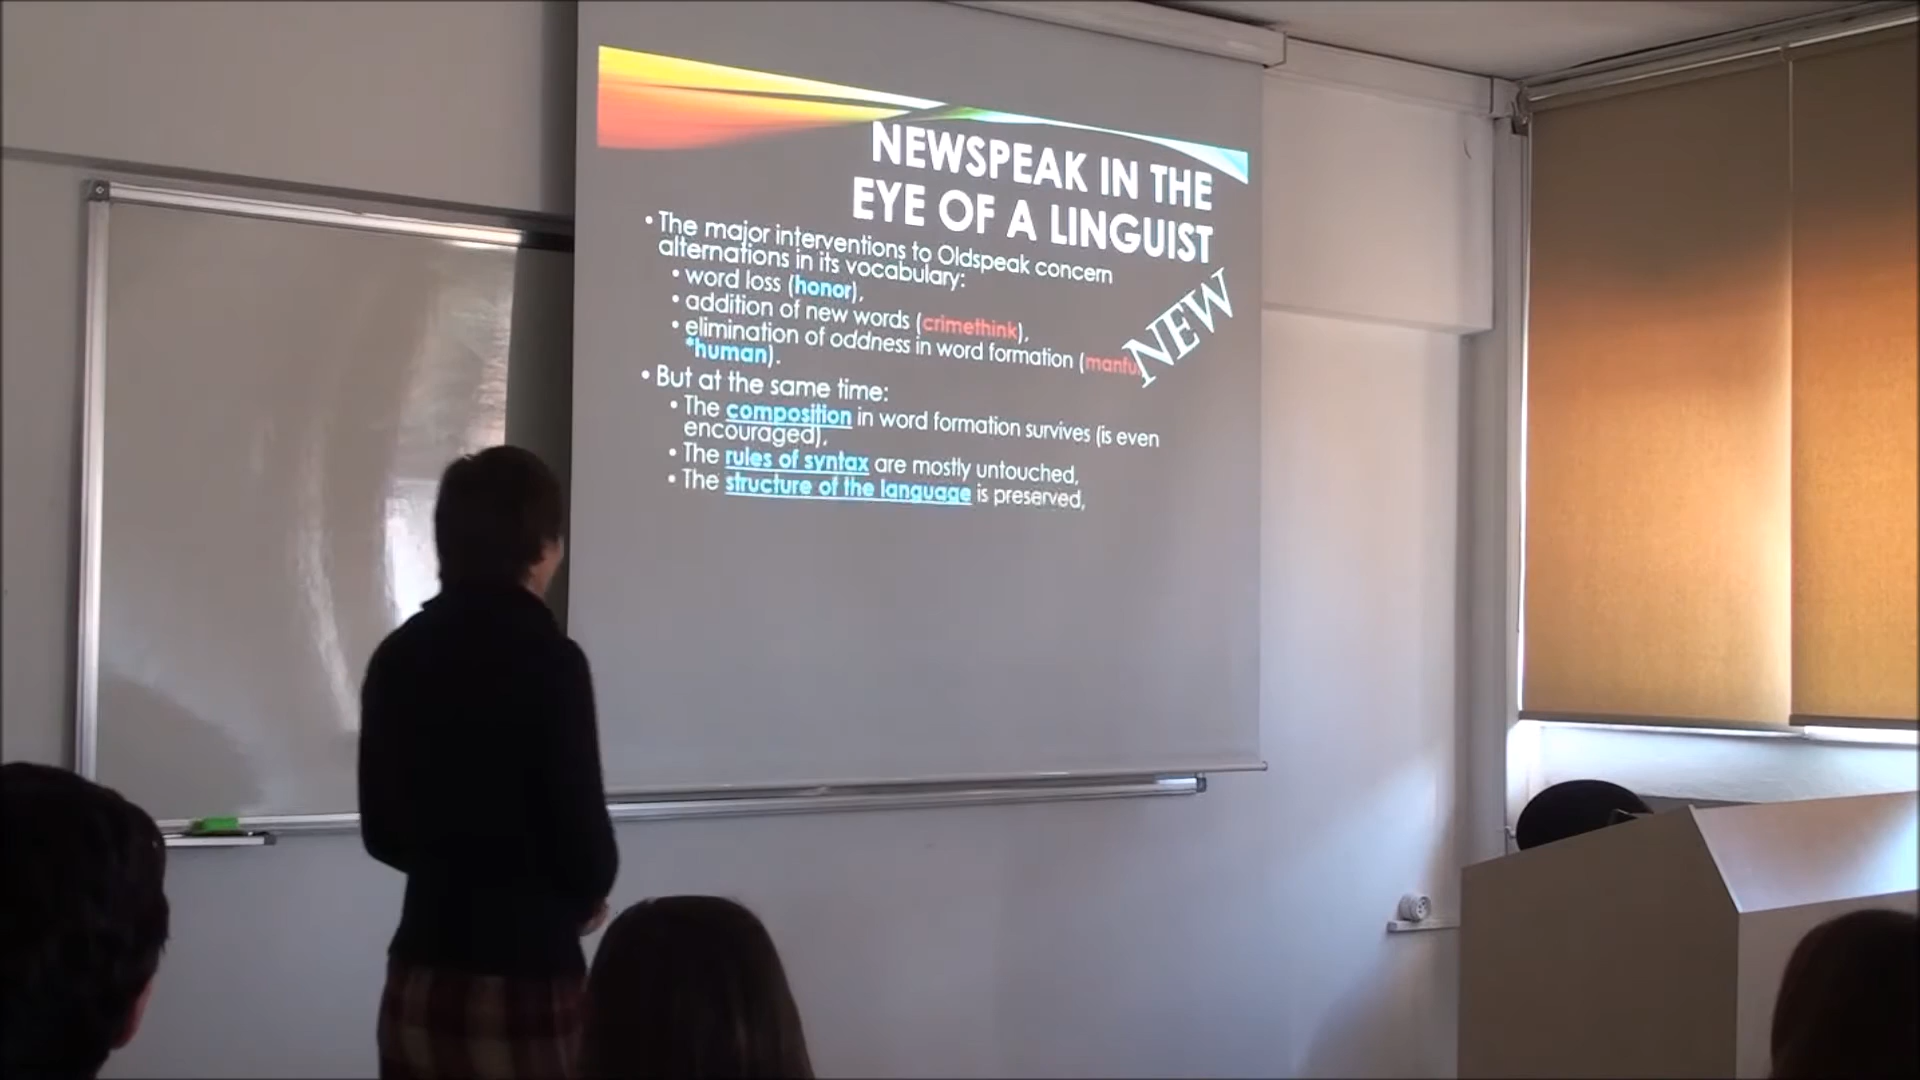 NEWSPEAK IN THE
EYE OF A LINGUIST
• The major interventions to Oldspeak concern
alternations in its vocabulary:
• word loss (honor),
• addition of new words (crimethink),
• elimination of oddness in word formation (
*human).
NEW
• But at the same time:
• The composition in word formation survives (is even
encouraged),
• The rules of syntax are mostly untouched,
• The structure of the language is preserved,